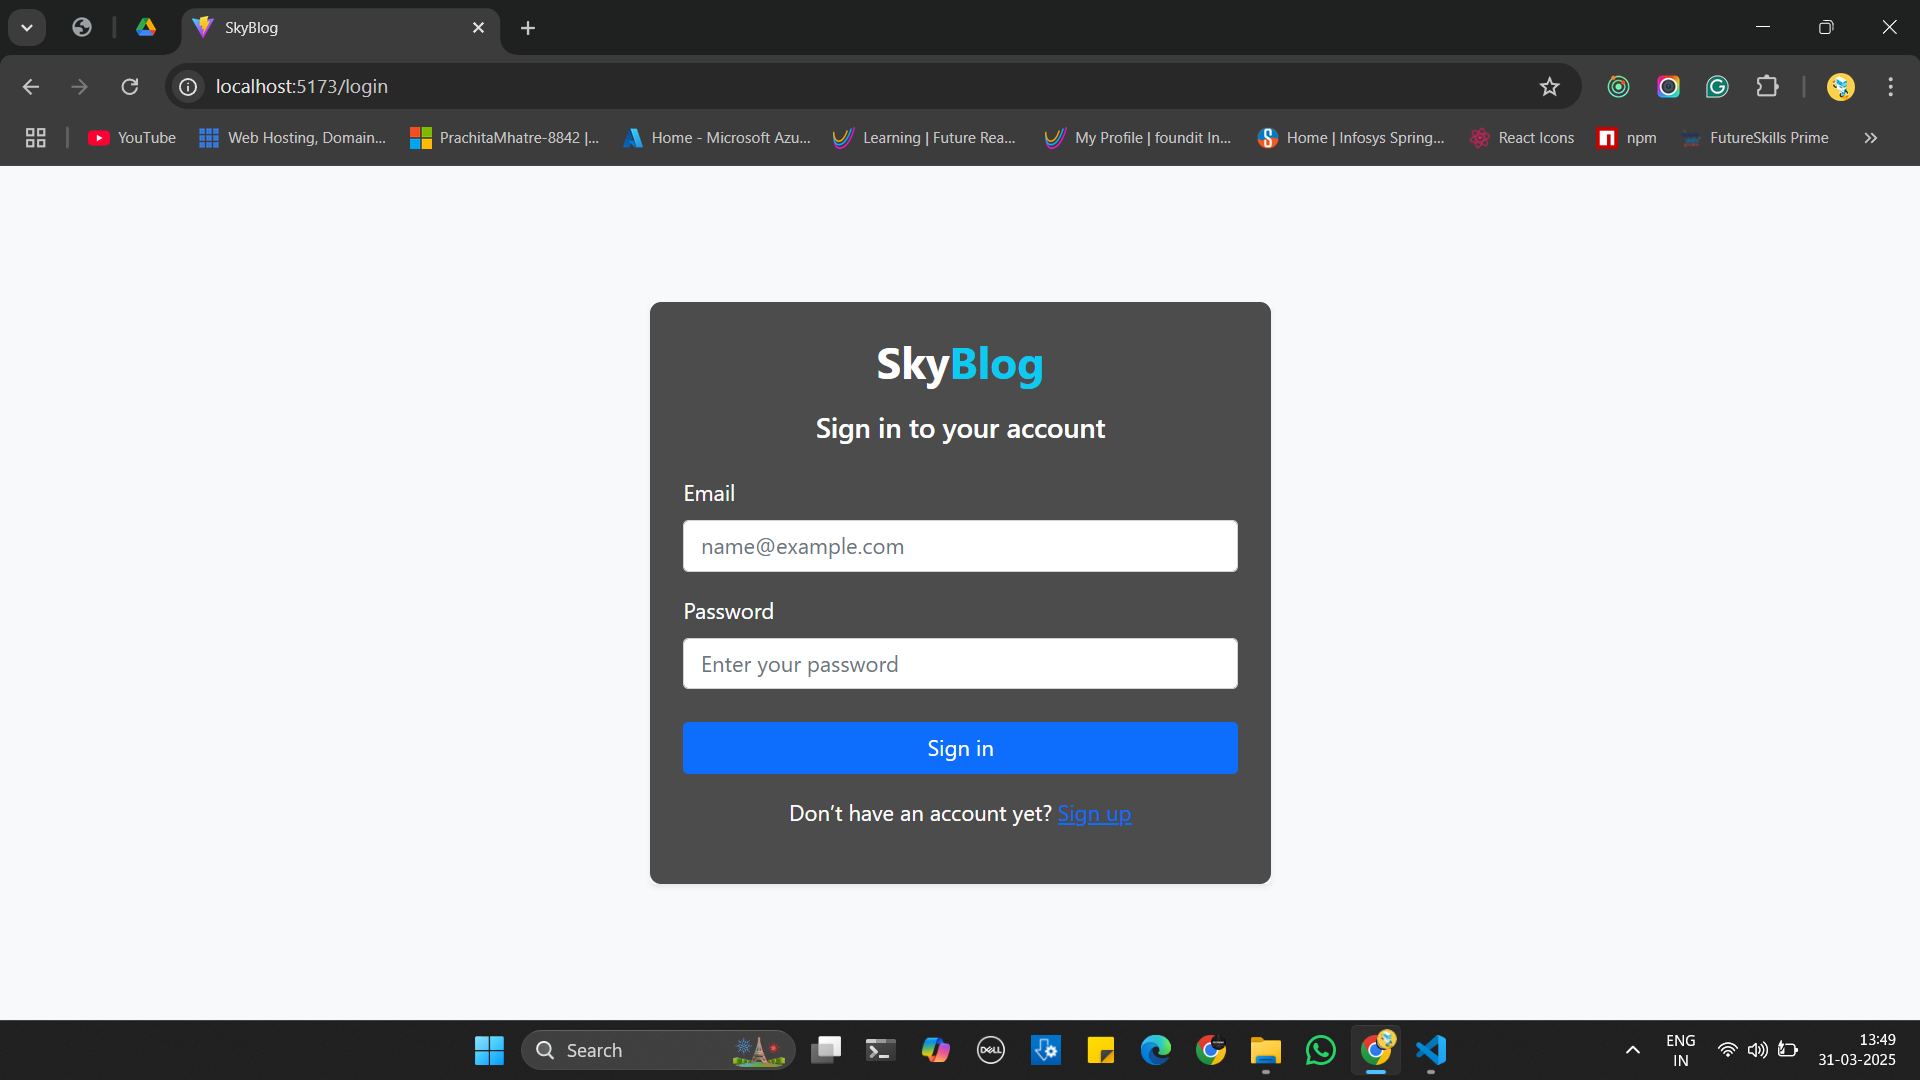 SkyBlog
localhost:5173/login
YouTube
Web Hosting, Domain...
PrachitaMhatre-8842 |...
Home - Microsoft Azu...
Learning | Future Rea...
My Profile | foundit In...
Home | Infosys Spring...
React Icons
npm
FutureSkills Prime
SkyBlog
Sign in to your account
Email
name@example.com
Password
Enter your password
Sign in
Don’t have an account yet? Sign up
Search
DELL
ENG
IN
13:49
31-03-2025